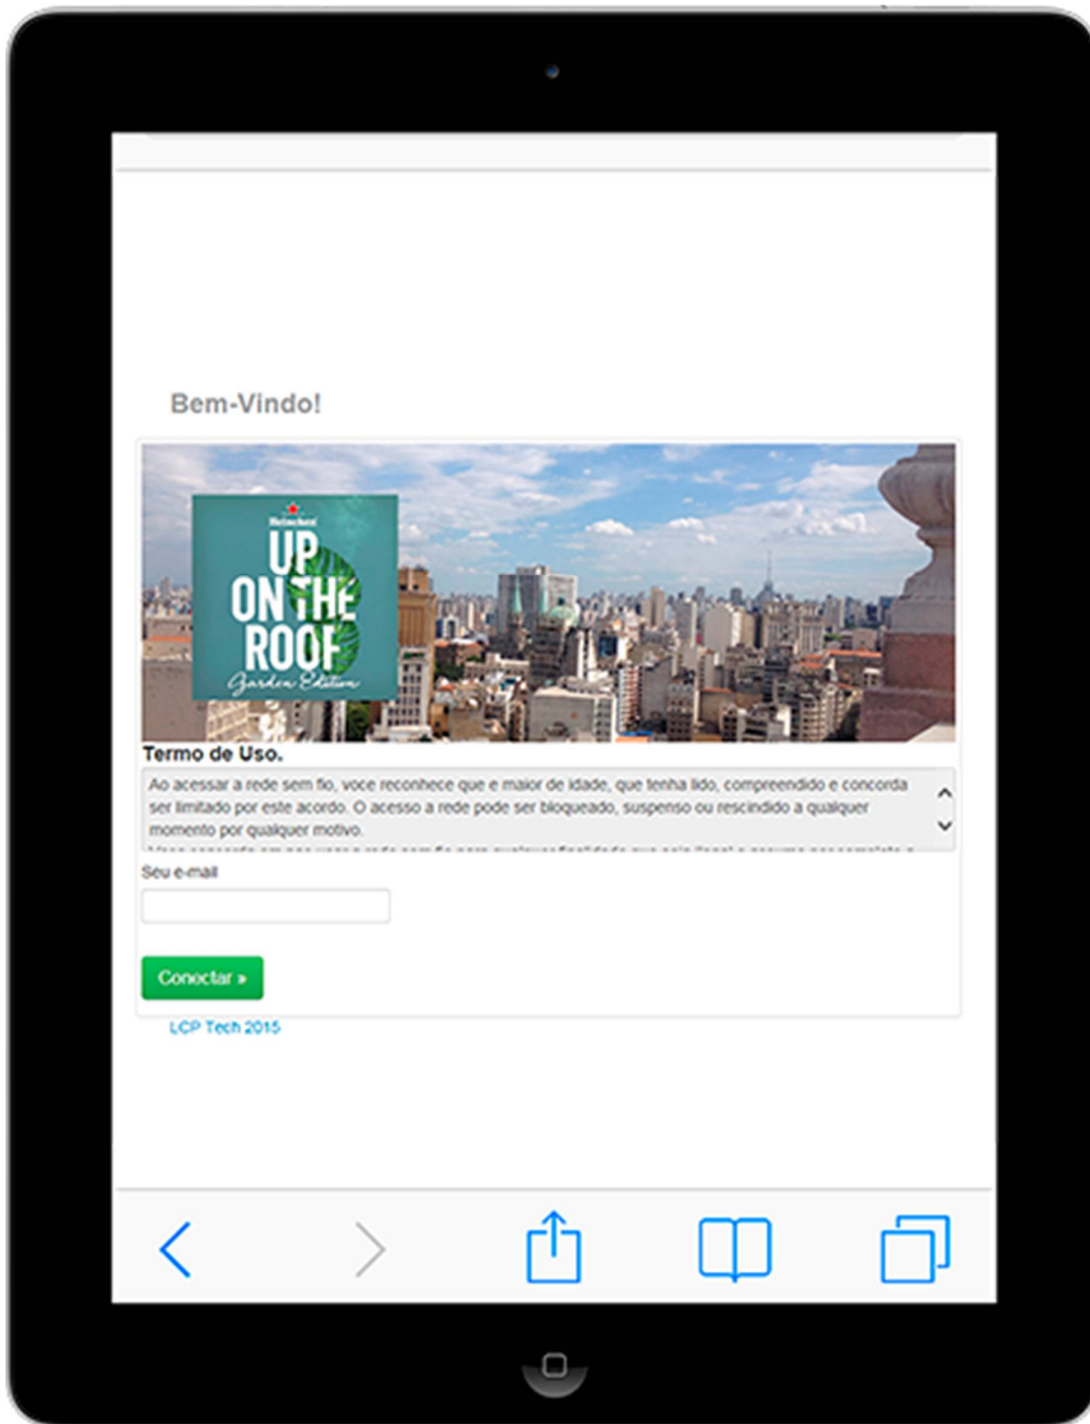 Bem-Vindo!
Heineken
UP
ON THE
ROOF
Garden Edition
Termo de Uso.
Ao acessar a rede sem fio, voce reconhece que e maior de idade, que tenha lido, compreendido e concorda
ser limitado por este acordo. O acesso a rede pode ser bloqueado, suspenso ou rescindido a qualquer
momento por qualquer motivo.
Seu e-mail
Conectar »
LCP Tech 2015